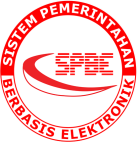 SISTEM PEMERINTAHAN
SPBE
BERBASIS ELEKTRONIK